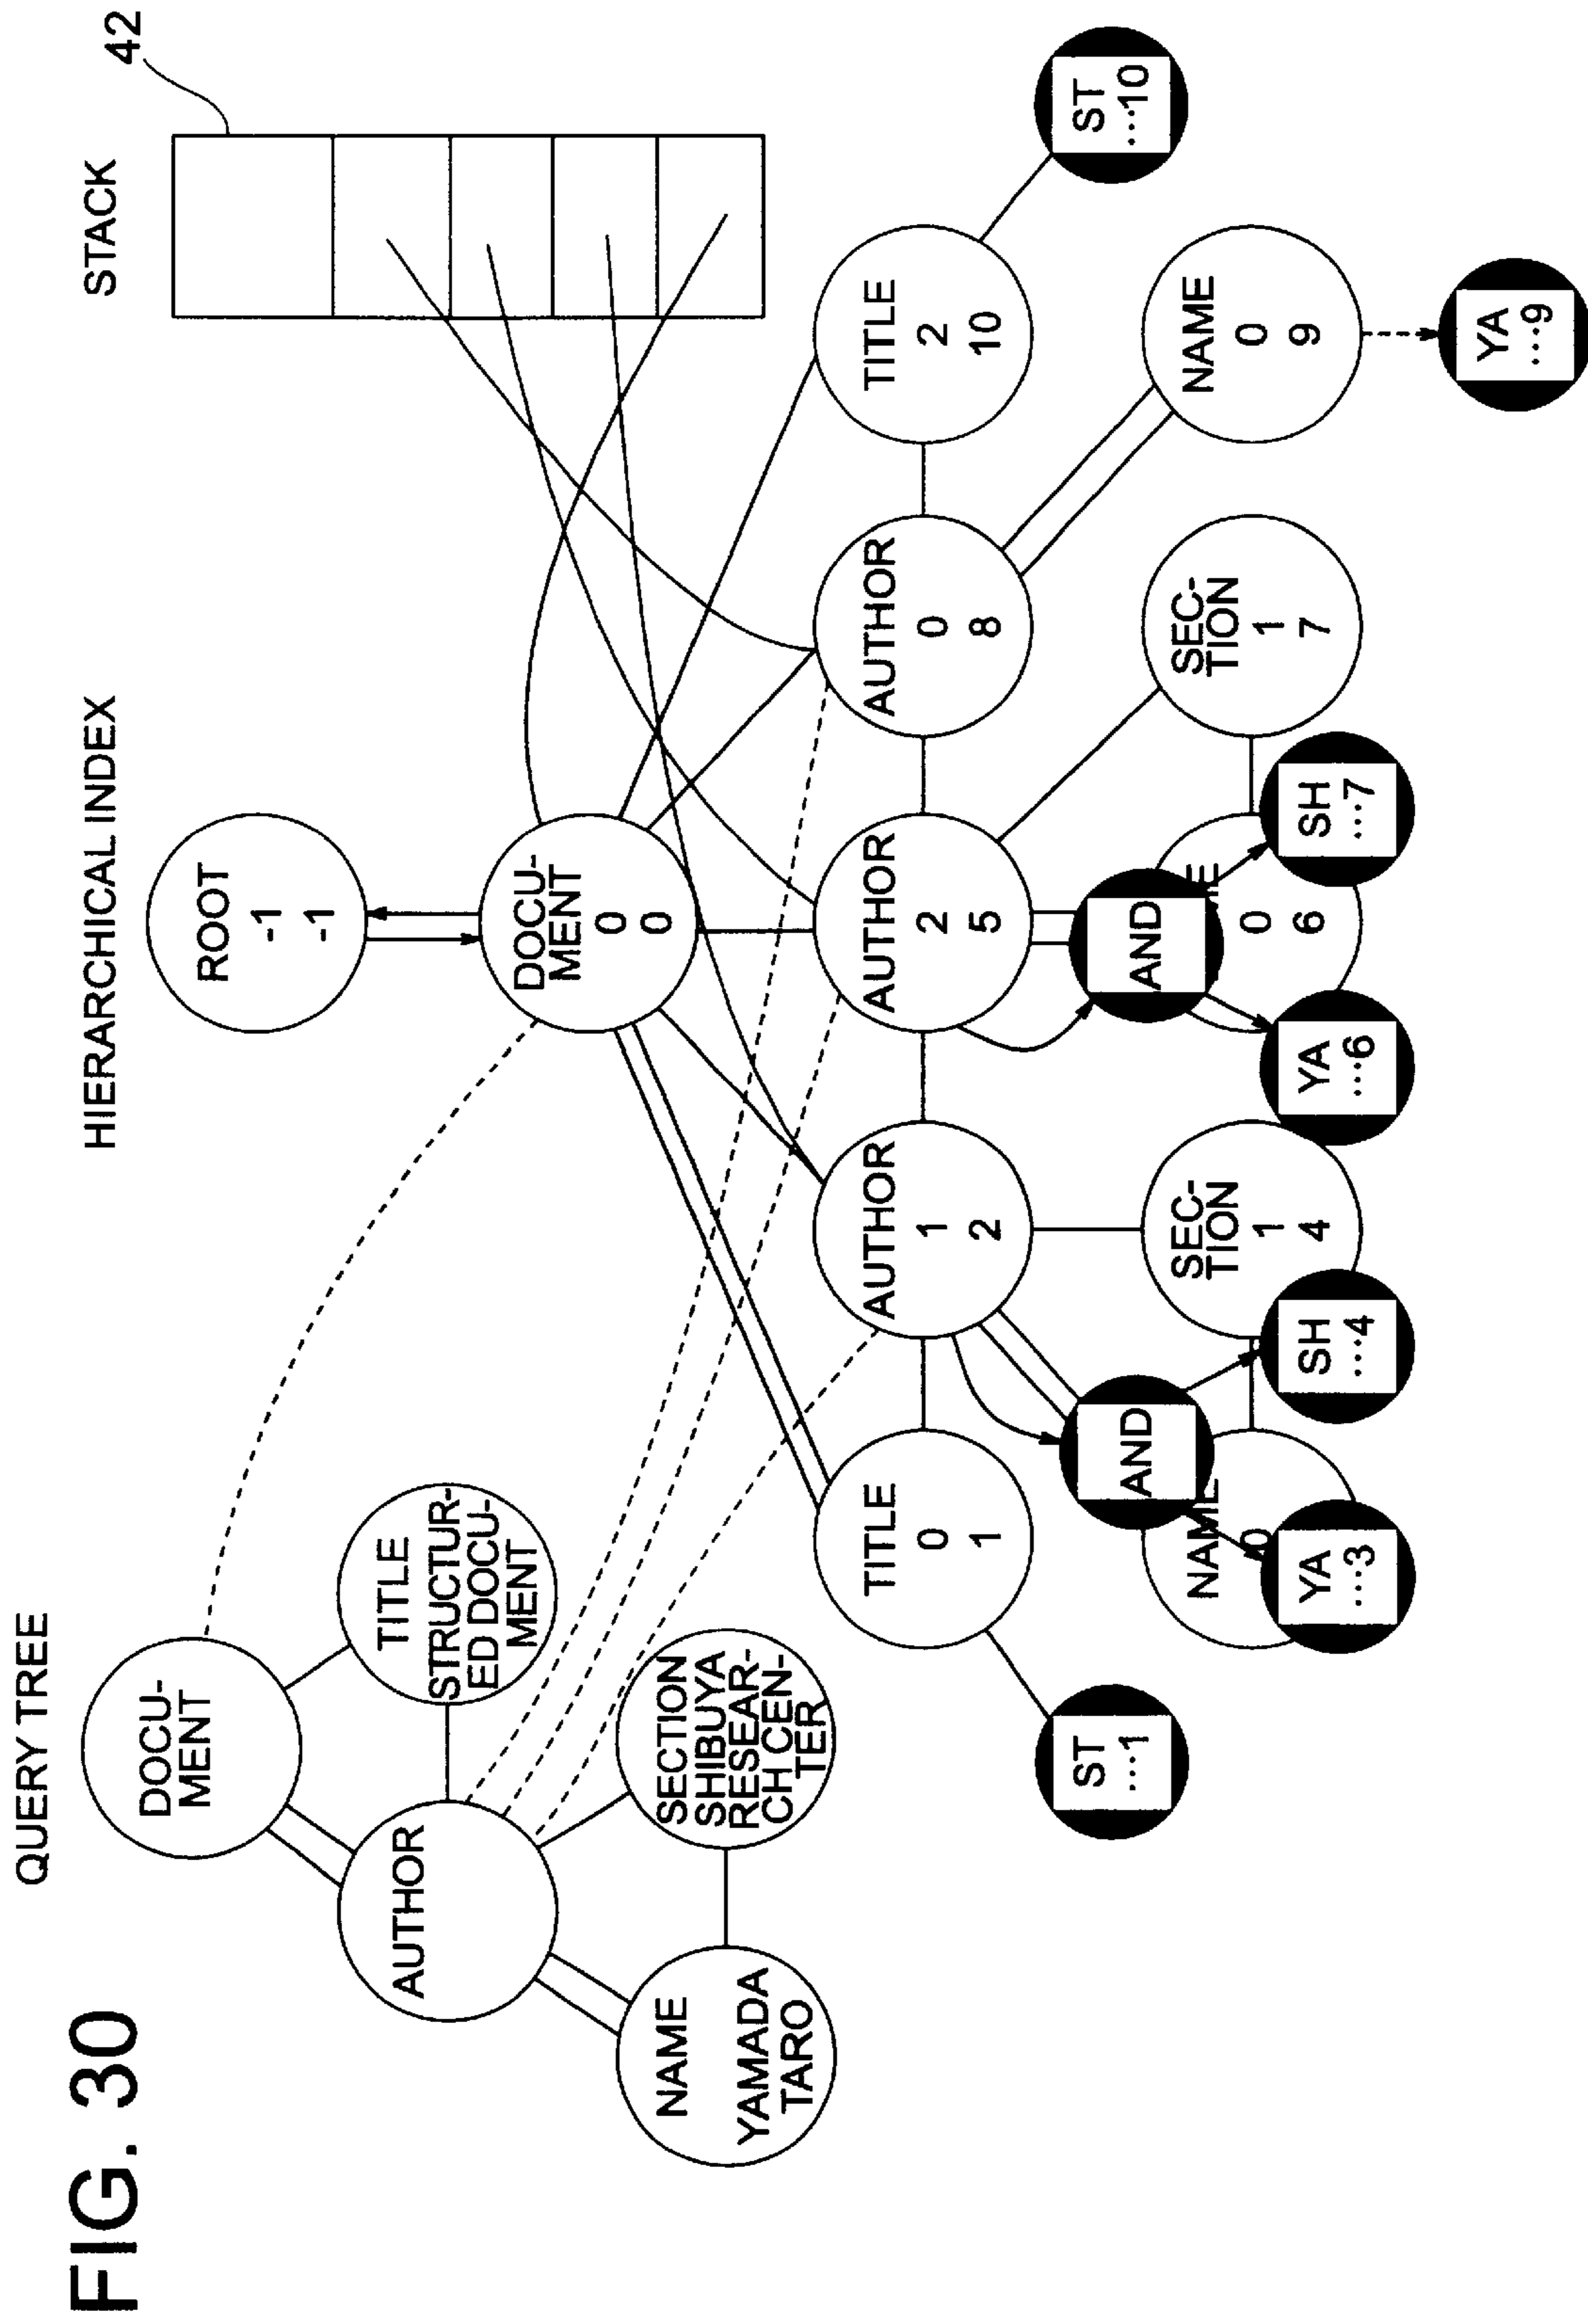 FIG. 30
QUERY TREE
DOCU-
MENT
AUTHOR
TITLE
STRUCTUR-
ED DOCU-
MENT
NAME
YAMADA
TARO
SECTION
SHIBUYA
RESEAR-
CH CEN-
TER
HIERARCHICAL INDEX
ROOT
-1
-1
DOCU-
MENT
0
0
STACK
42
TITLE
0
1
AUTHOR
1
2
AUTHOR
2
5
AUTHOR
0
8
TITLE
2
10
ST
...1
AND
NAME
0
YA
...3
SH
...4
SEC-
TION
1
4
AND
0
6
YA
...6
SH
...7
SEC-
TION
1
7
NAME
0
9
YA
....9
ST
...10